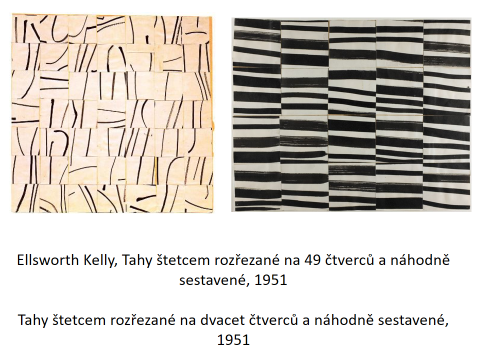 Ellsworth Kelly, Tahy štetcem rozřezané na 49 čtverců a náhodně
sestavené, 1951
Tahy štetcem rozřezané na dvacet čtverců a náhodně sestavené,
1951